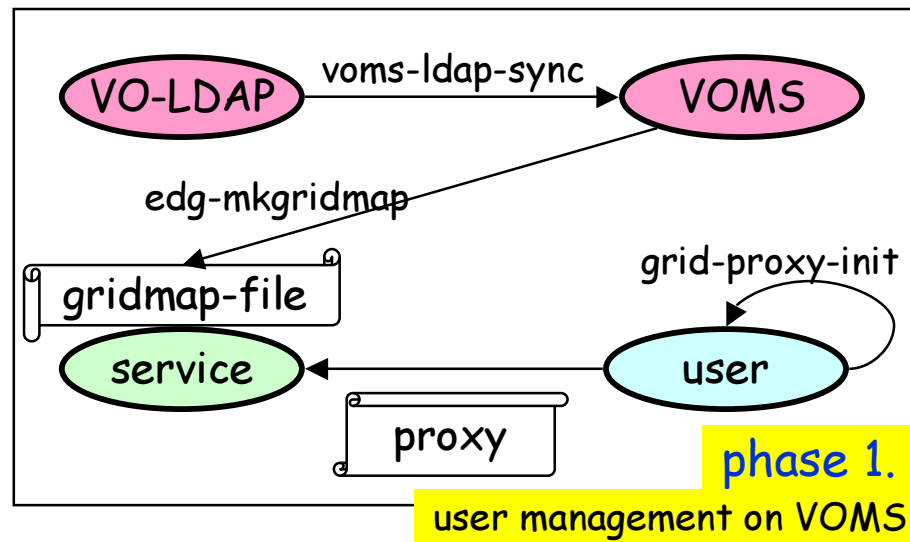 voms-ldap-sync
VO-LDAP
VOMS
edg-mkgridmap
grid-proxy-init
gridmap-file
service
user
proxy
phase 1.
user management on VOMS